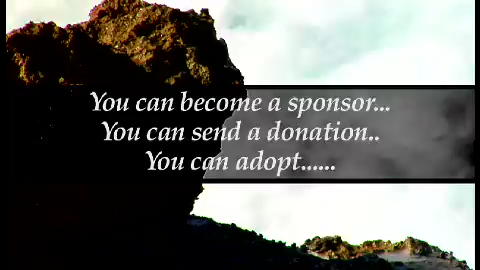 You can become a sponsor...
You can send a donation..
You can adopt......